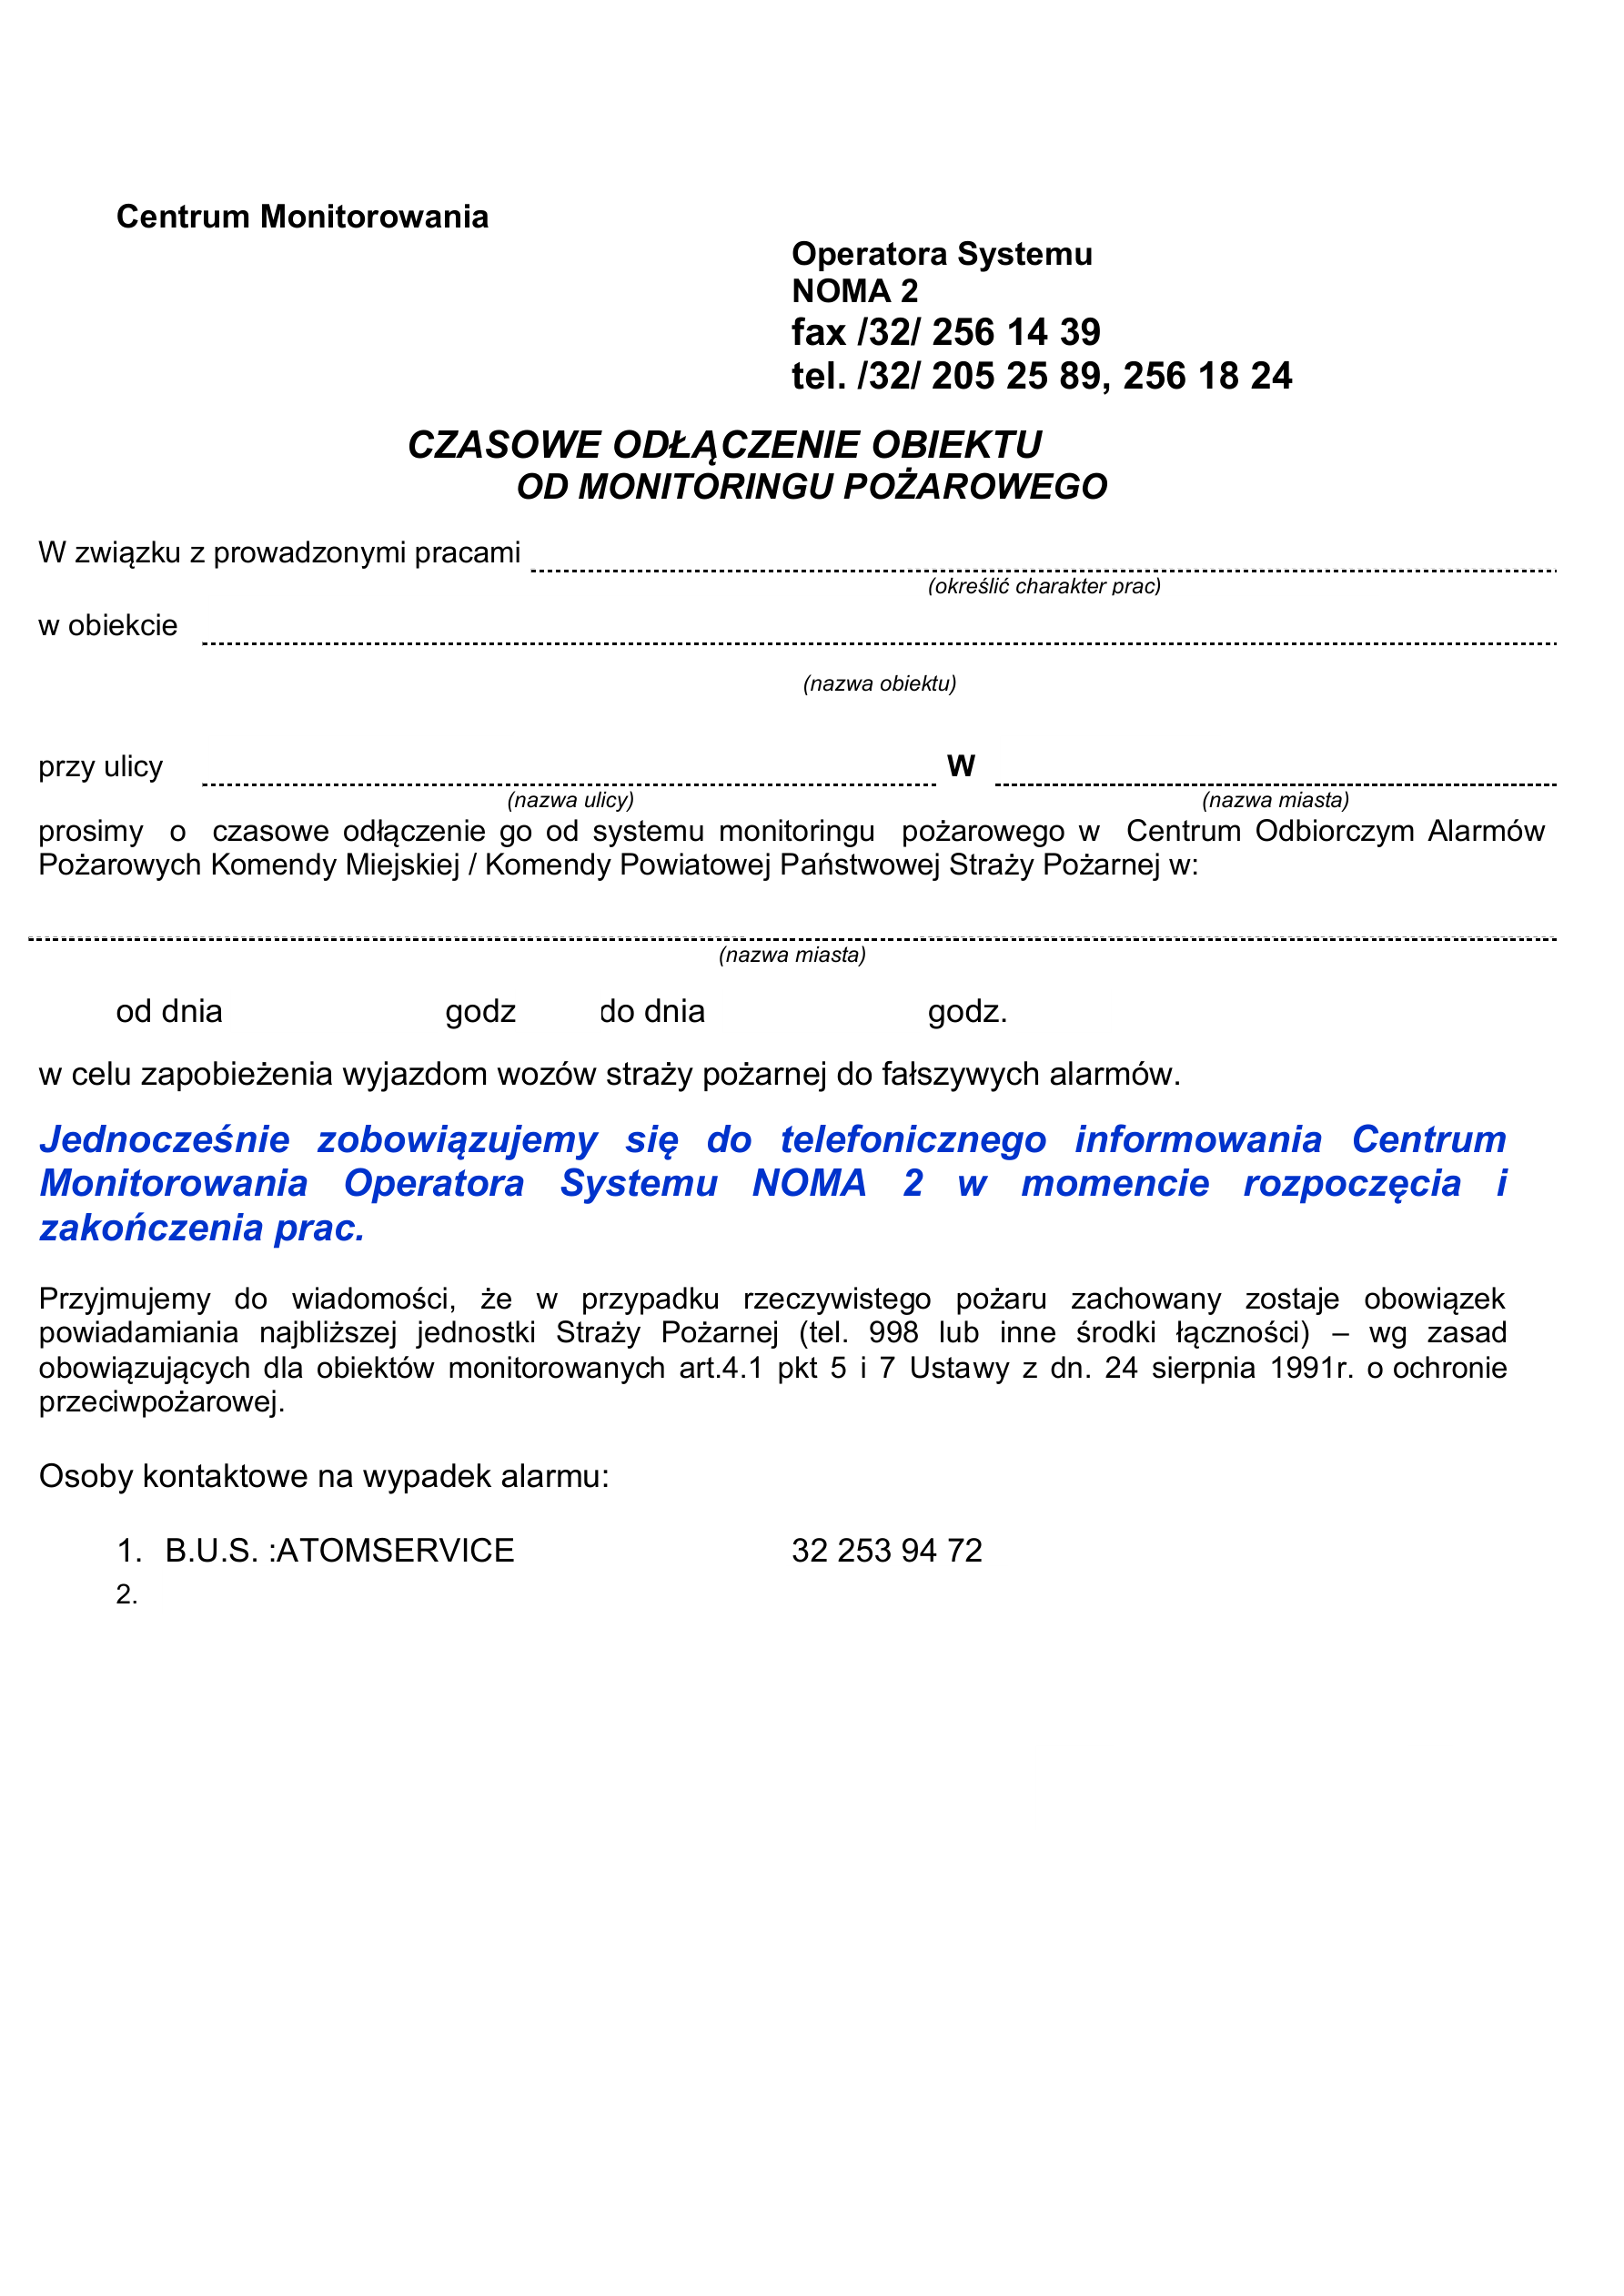 Centrum Monitorowania
Operatora Systemu
NOMA 2
fax /32/ 256 14 39
tel. /32/ 205 25 89, 256 18 24
CZASOWE ODŁĄCZENIE OBIEKTU
OD MONITORINGU POŻAROWEGO
W związku z prowadzonymi pracami
(określić charakter prac)
w obiekcie
(nazwa obiektu)
przy ulicy W
(nazwa ulicy) (nazwa miasta)
prosimy o czasowe odłączenie go od systemu monitoringu pożarowego w Centrum Odbiorczym Alarmów
Pożarowych Komendy Miejskiej / Komendy Powiatowej Państwowej Straży Pożarnej w:
(nazwa miasta)
od dnia godz do dnia godz.
w celu zapobieżenia wyjazdom wozów straży pożarnej do fałszywych alarmów.
Jednocześnie zobowiązujemy się do telefonicznego informowania Centrum
Monitorowania Operatora Systemu NOMA 2 w momencie rozpoczęcia i
zakończenia prac.
Przyjmujemy do wiadomości, że w przypadku rzeczywistego pożaru zachowany zostaje obowiązek
powiadamiania najbliższej jednostki Straży Pożarnej (tel. 998 lub inne środki łączności) – wg zasad
obowiązujących dla obiektów monitorowanych art.4.1 pkt 5 i 7 Ustawy z dn. 24 sierpnia 1991r. o ochronie
przeciwpożarowej.
Osoby kontaktowe na wypadek alarmu:
1. B.U.S. :ATOMSERVICE 32 253 94 72
2.